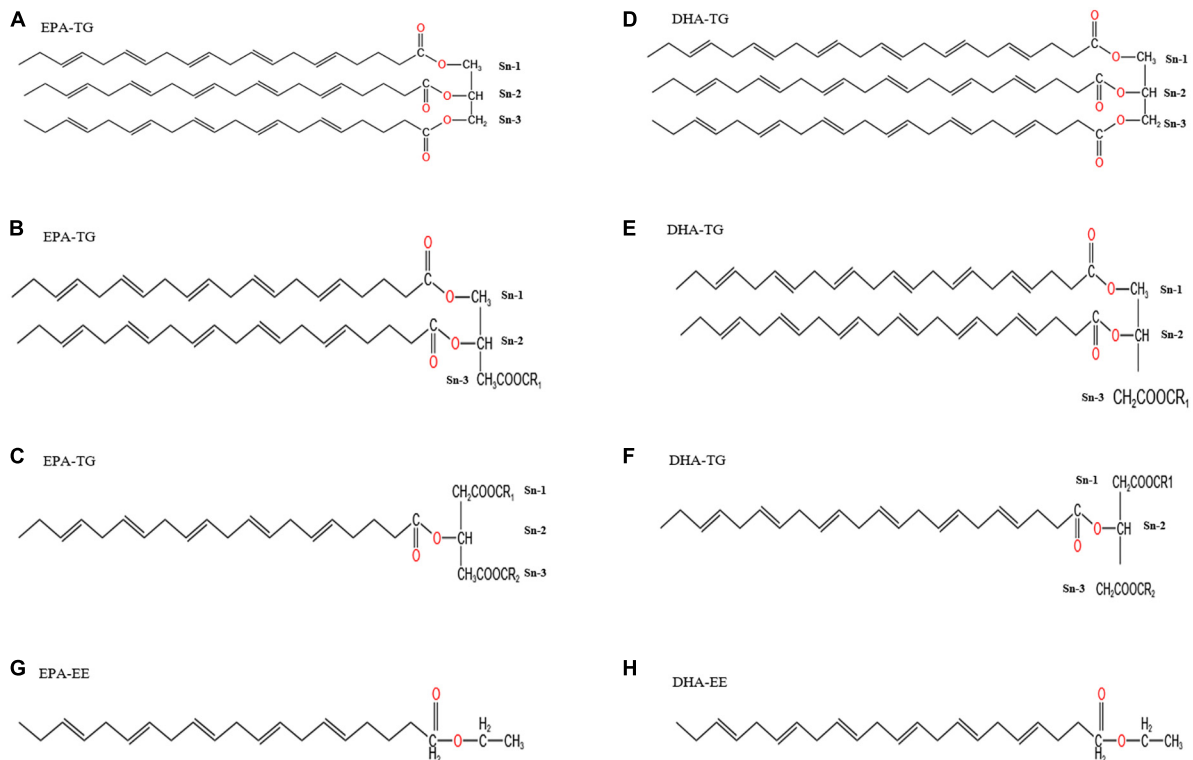 A EPA-TG
O
C
O CH₃ Sn-1
C O CH Sn-2
O
O CH₂ Sn-3
C
O
D DHA-TG
O
C
O CH₃ Sn-1
C O CH Sn-2
O
O CH₂ Sn-3
C
O
B EPA-TG
O
C
O CH₃ Sn-1
C O CH Sn-2
O
Sn-3 CH₃COOCR₁
E DHA-TG
O
C
O CH₃ Sn-1
C O CH Sn-2
O
Sn-3 CH₂COOCR₁
C EPA-TG
CH₂COOCR₁ Sn-1
C O CH Sn-2
O
CH₃COOCR₂ Sn-3
F DHA-TG
Sn-1 CH₂COOCR1
C O CH Sn-2
O
Sn-3 CH₂COOCR₂
G EPA-EE
O
H₂
C O C CH₃
H₂
H DHA-EE
O
H₂
C O C CH₃
H₂